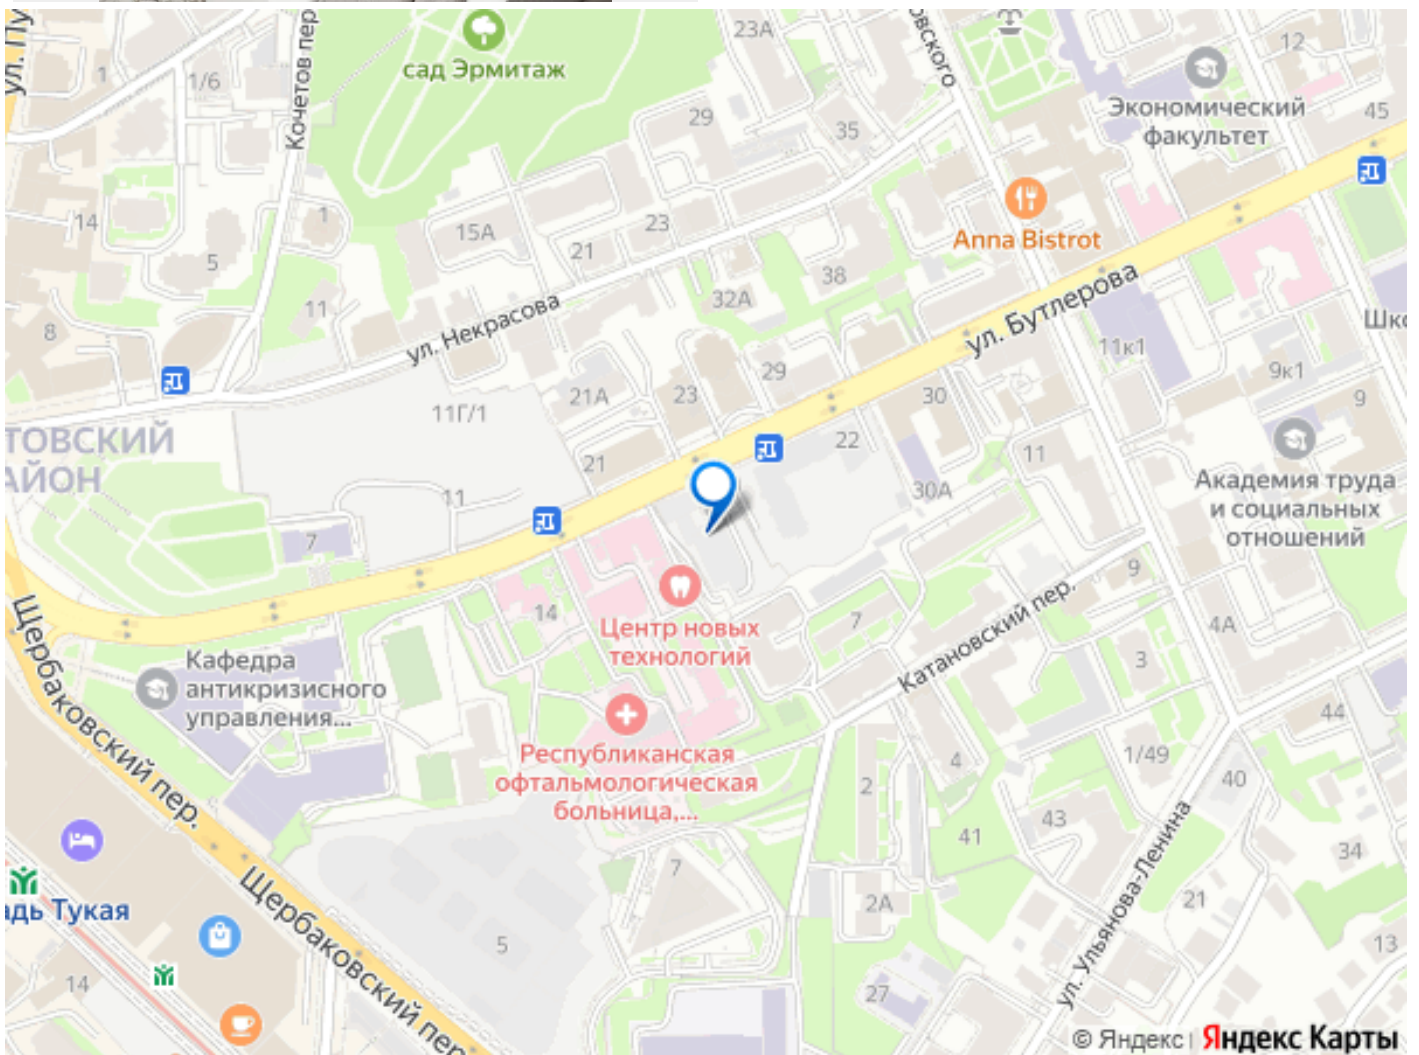 ул. Пу
1
1/6
Кочетов пер.
сад Эрмитаж
23А
12
Экономический
факультет
45
29
35
14
1
5
15А
21
23
Anna Bistrot
38
32А
11
8
ул. Некрасова
ул. Бутлерова
Шко
11к1
9к1
9
29
30
21А
23
11Г/1
22
11
ТОВСКИЙ
АЙОН
21
11
30А
Академия труда
и социальных
отношений
7
14
9
Центр новых
технологий
7
Катановский пер.
4А
3
Щербаковский пер.
Кафедра
антикризисного
управления...
44
Республиканская
офтальмологическая
больница,...
4
1/49
2
40
41
43
34
7
Щербаковский пер.
адь Тукая
2А
21
5
13
14
27
ул. Ульянова-Ленина
© Яндекс Яндекс Карты